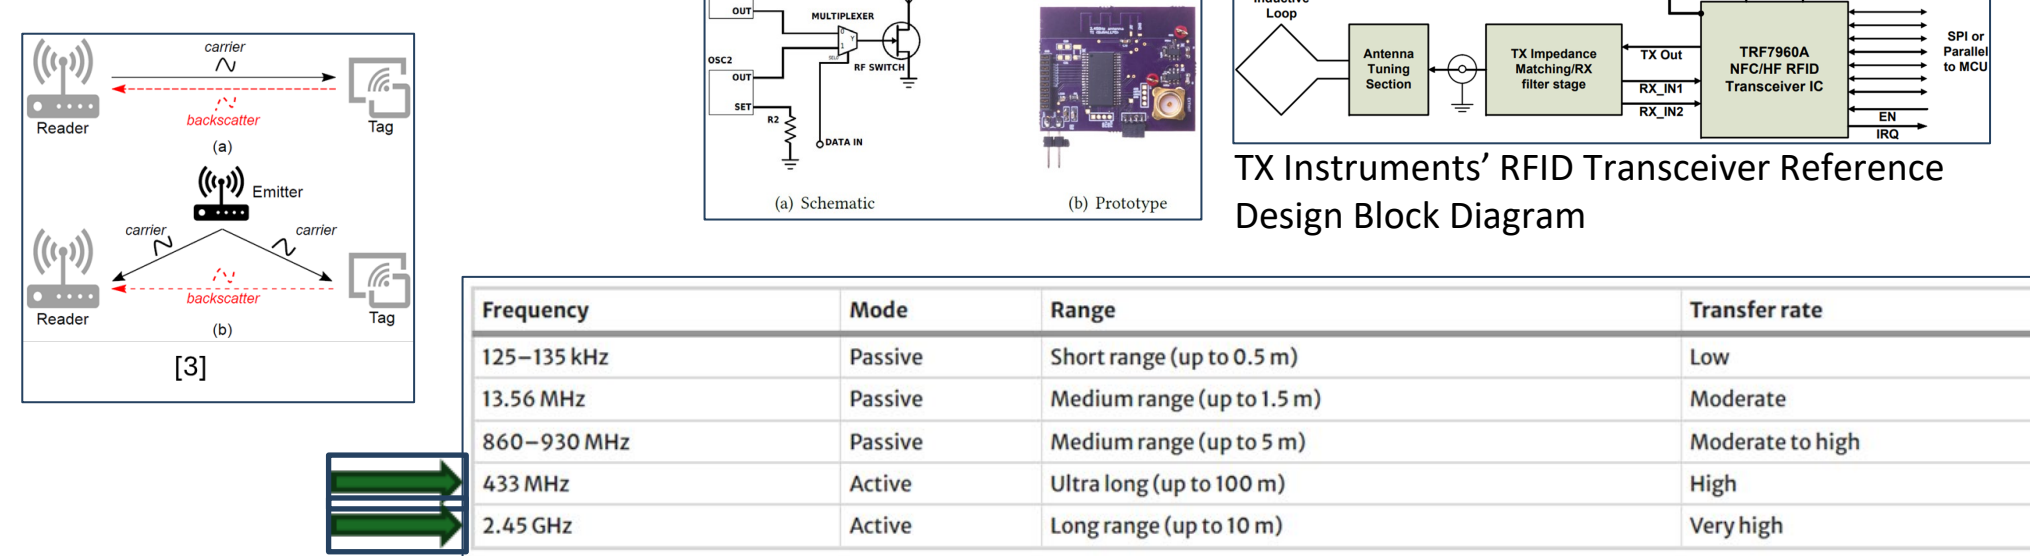 carrier
backscatter
Reader
Tag
(a)
Emitter
carrier
carrier
backscatter
Reader
Tag
(b)
[3]
OUT
MULTIPLEXER
0
1
Y
SEL0
OSC2
OUT
RF SWITCH
SET
R2
DATA IN
(a) Schematic
(b) Prototype
Loop
Antenna
Tuning
Section
TX Impedance
Matching/RX
filter stage
TX Out
RX_IN1
RX_IN2
TRF7960A
NFC/HF RFID
Transceiver IC
SPI or
Parallel
to MCU
EN
IRQ
TX Instruments’ RFID Transceiver Reference
Design Block Diagram
Frequency Mode Range Transfer rate
125–135 kHz Passive Short range (up to 0.5 m) Low
13.56 MHz Passive Medium range (up to 1.5 m) Moderate
860–930 MHz Passive Medium range (up to 5 m) Moderate to high
433 MHz Active Ultra long (up to 100 m) High
2.45 GHz Active Long range (up to 10 m) Very high